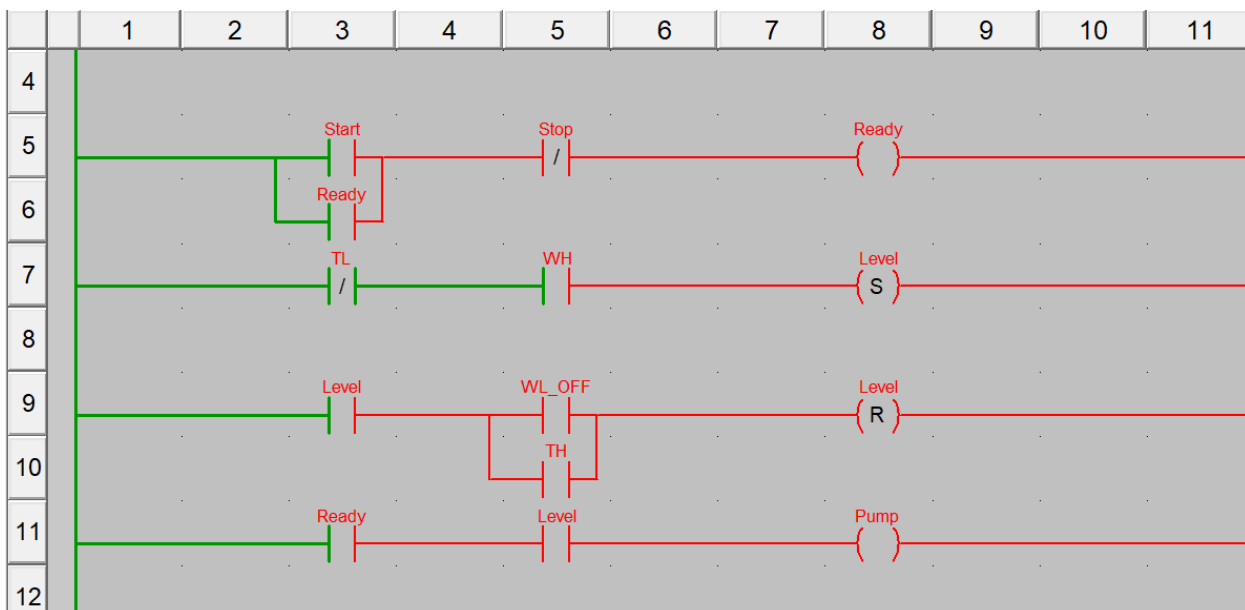 1 2 3 4 5 6 7 8 9 10 11
4
Start Stop Ready
5 /
Ready
6
TL WH Level
7 / S
8
Level WL_OFF Level
9 R
TH
10
Ready Level Pump
11
12